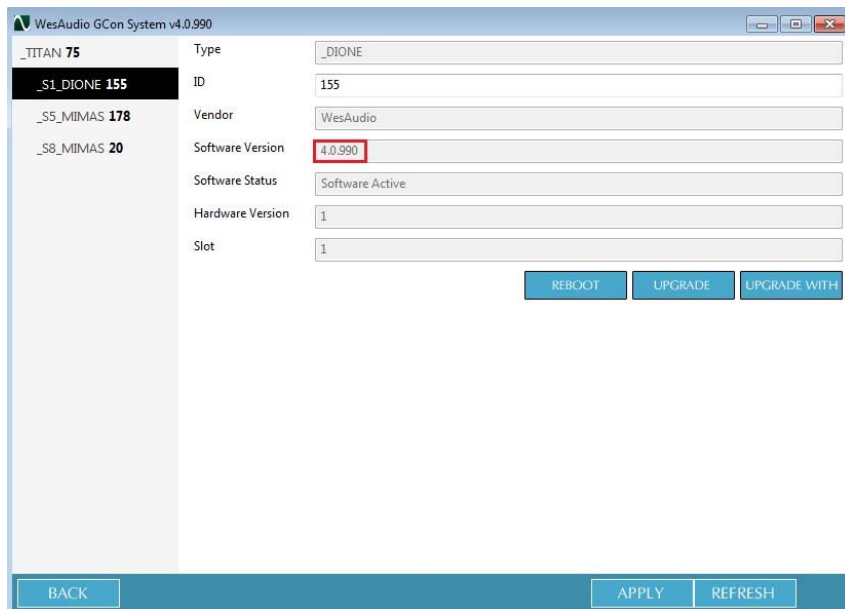 WesAudio GCon System v4.0.990
_TITAN 75
_S1_DIONE 155
_S5_MIMAS 178
_S8_MIMAS 20
Type _DIONE
ID 155
Vendor WesAudio
Software Version 4.0.990
Software Status Software Active
Hardware Version 1
Slot 1
REBOOT UPGRADE UPGRADE WITH
BACK APPLY REFRESH